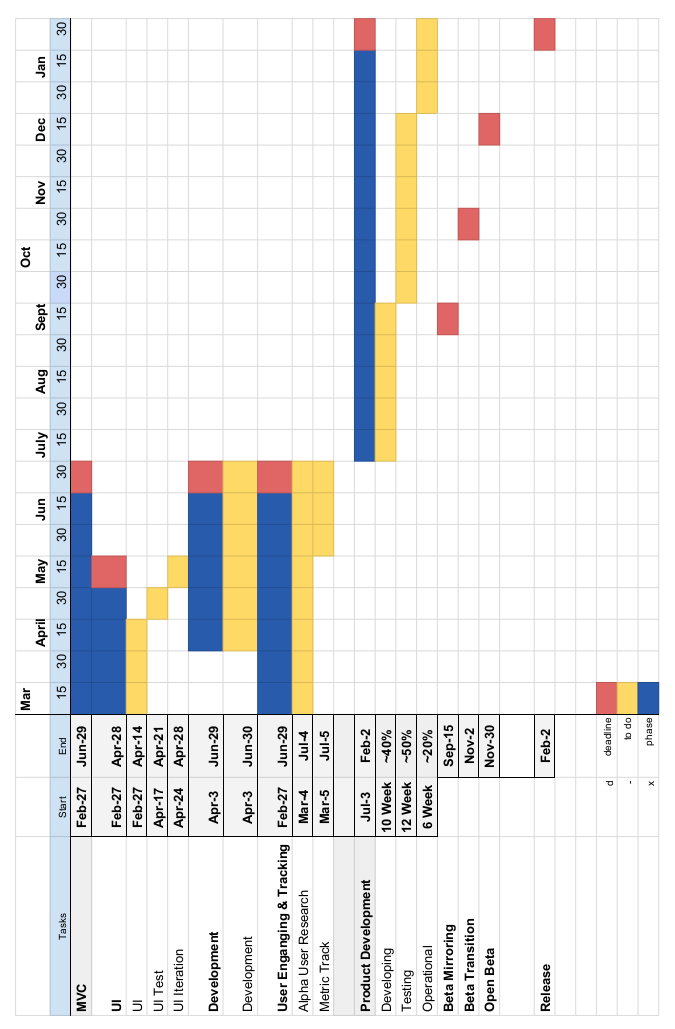 Mar April May Jun July Aug Sept Oct Nov Dec Jan
Tasks Start End 15 30 15 30 15 30 15 30 15 30 15 30 15 30 15 30 15 30 15 30 15 30
MVC Feb-27 Jun-29
UI Feb-27 Apr-28
UI Feb-27 Apr-14
UI Test Apr-17 Apr-21
UI Iteration Apr-24 Apr-28
Development Apr-3 Jun-29
Development Apr-3 Jun-30
User Enganging & Tracking Feb-27 Jun-29
Alpha User Research Mar-4 Jul-4
Metric Track Mar-5 Jul-5
Product Development Jul-3 Feb-2
Developing 10 Week ~40%
Testing 12 Week ~50%
Operational 6 Week ~20%
Beta Mirroring Sep-15
Beta Transition Nov-2
Open Beta Nov-30
Release Feb-2
d deadline
- to do
x phase